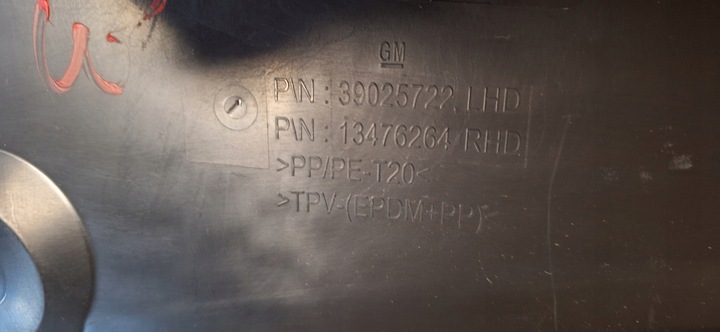 GM
P\N : 39025722 LHD
P\N : 13476264 RHD
>PP/PE-T20<
>TPV-(EPDM+PP)<